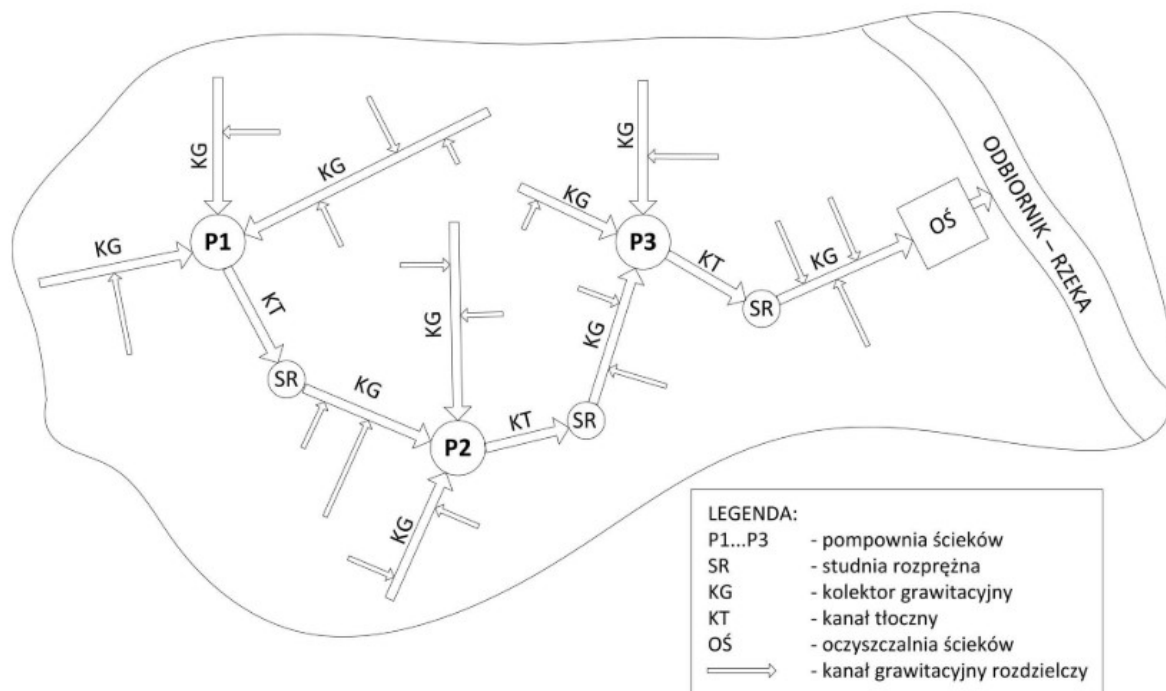 KG
KG
KG
P1
KT
SR
KG
KG
P2
KG
KT
SR
KG
KG
KG
P3
KT
SR
KG
OŚ
ODBIORNIK – RZEKA
LEGENDA:
P1...P3 - pompownia ścieków
SR - studnia rozprężna
KG - kolektor grawitacyjny
KT - kanał tłoczny
OŚ - oczyszczalnia ścieków
- kanał grawitacyjny rozdzielczy